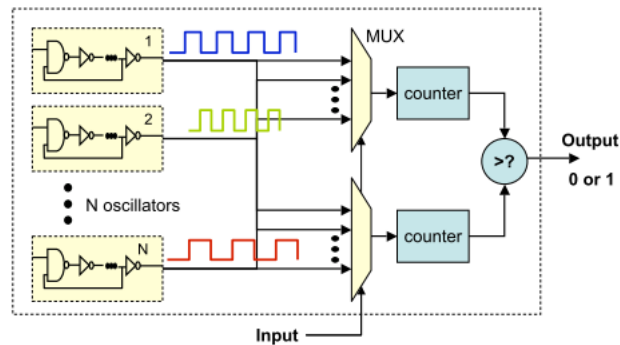 1
MUX
counter
2
Output
>?
0 or 1
N oscillators
N
counter
Input